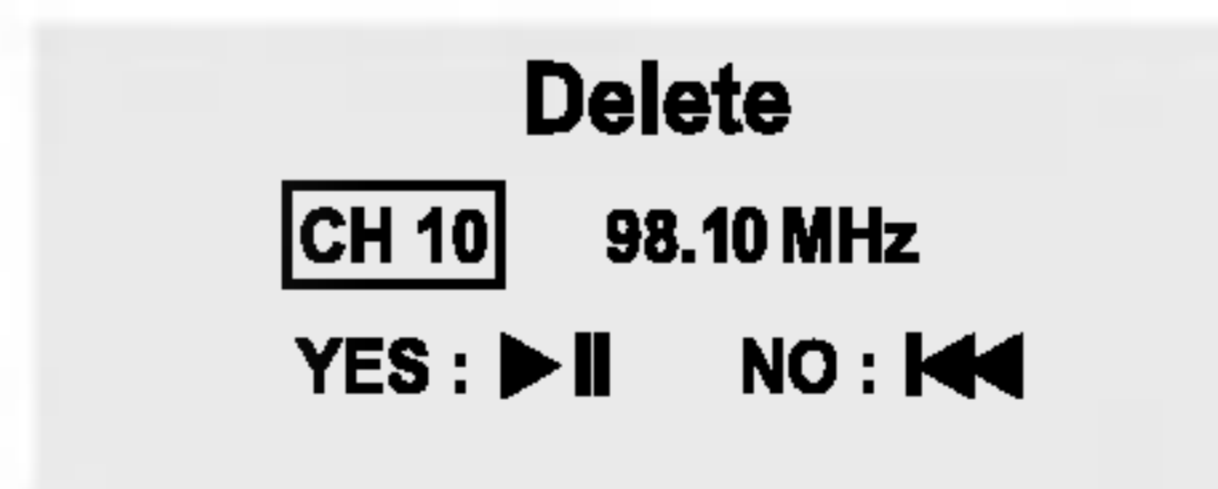 Delete
CH 10 98.10 MHz
YES : ▶II NO : I◀◀